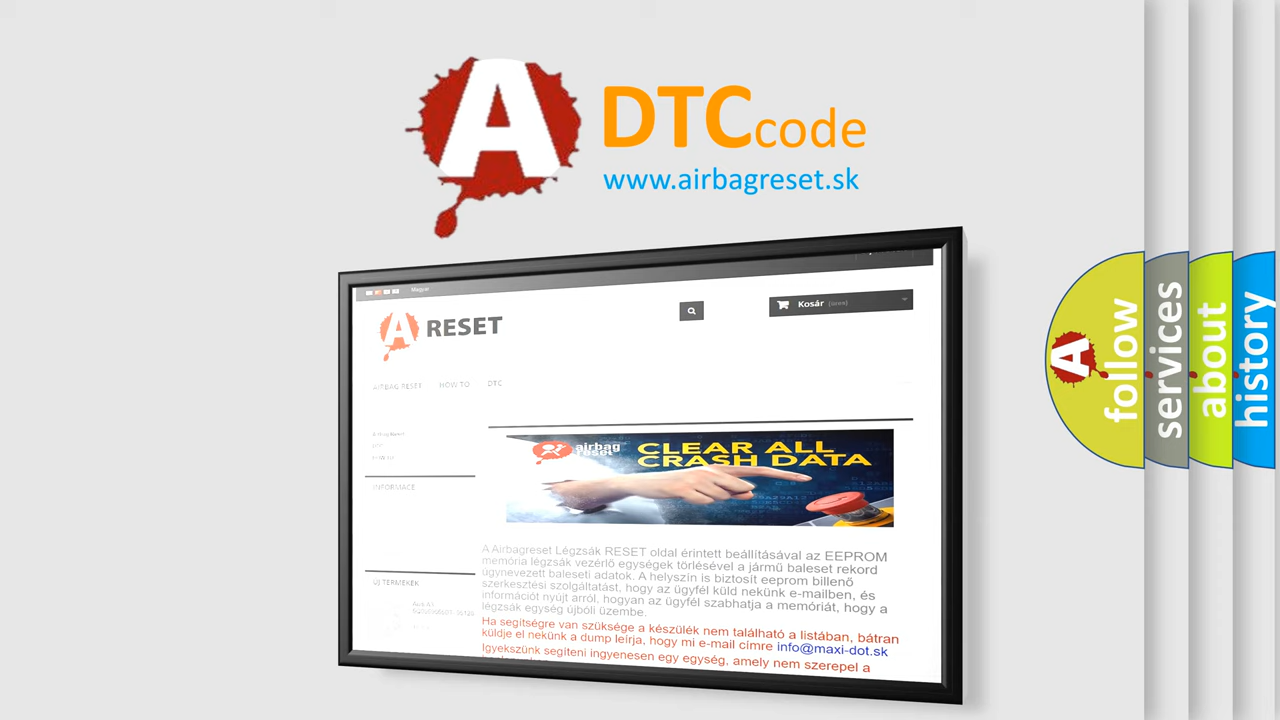 A
DTCcode
www.airbagreset.sk
Magyar
A RESET
Kosár (üres)
AIRBAG RESET HOW TO DTC
airbag
reset
CLEAR ALL
CRASH DATA
INFORMACE
ÚJ TERMÉKEK
A Airbagreset Légzsák RESET oldal érintett beállításával az EEPROM
memória légzsák vezérlő egységek törlésével a jármű baleset rekord
úgynevezett baleseti adatok. A helyszín is biztosít eeprom billenő
szerkesztési szolgáltatást, hogy az ügyfél küld nekünk e-mailben, és
információt nyújt arról, hogyan az ügyfél szabhatja a memóriát, hogy a
légzsák egység újbóli üzembe.
Ha segítségre van szüksége a készülék nem található a listában, bátran
küldje el nekünk a dump leírja, hogy mi e-mail címre info@maxi-dot.sk
Igyekszünk segíteni ingyenesen egy egység, amely nem szerepel a
A
follow
services
about
history